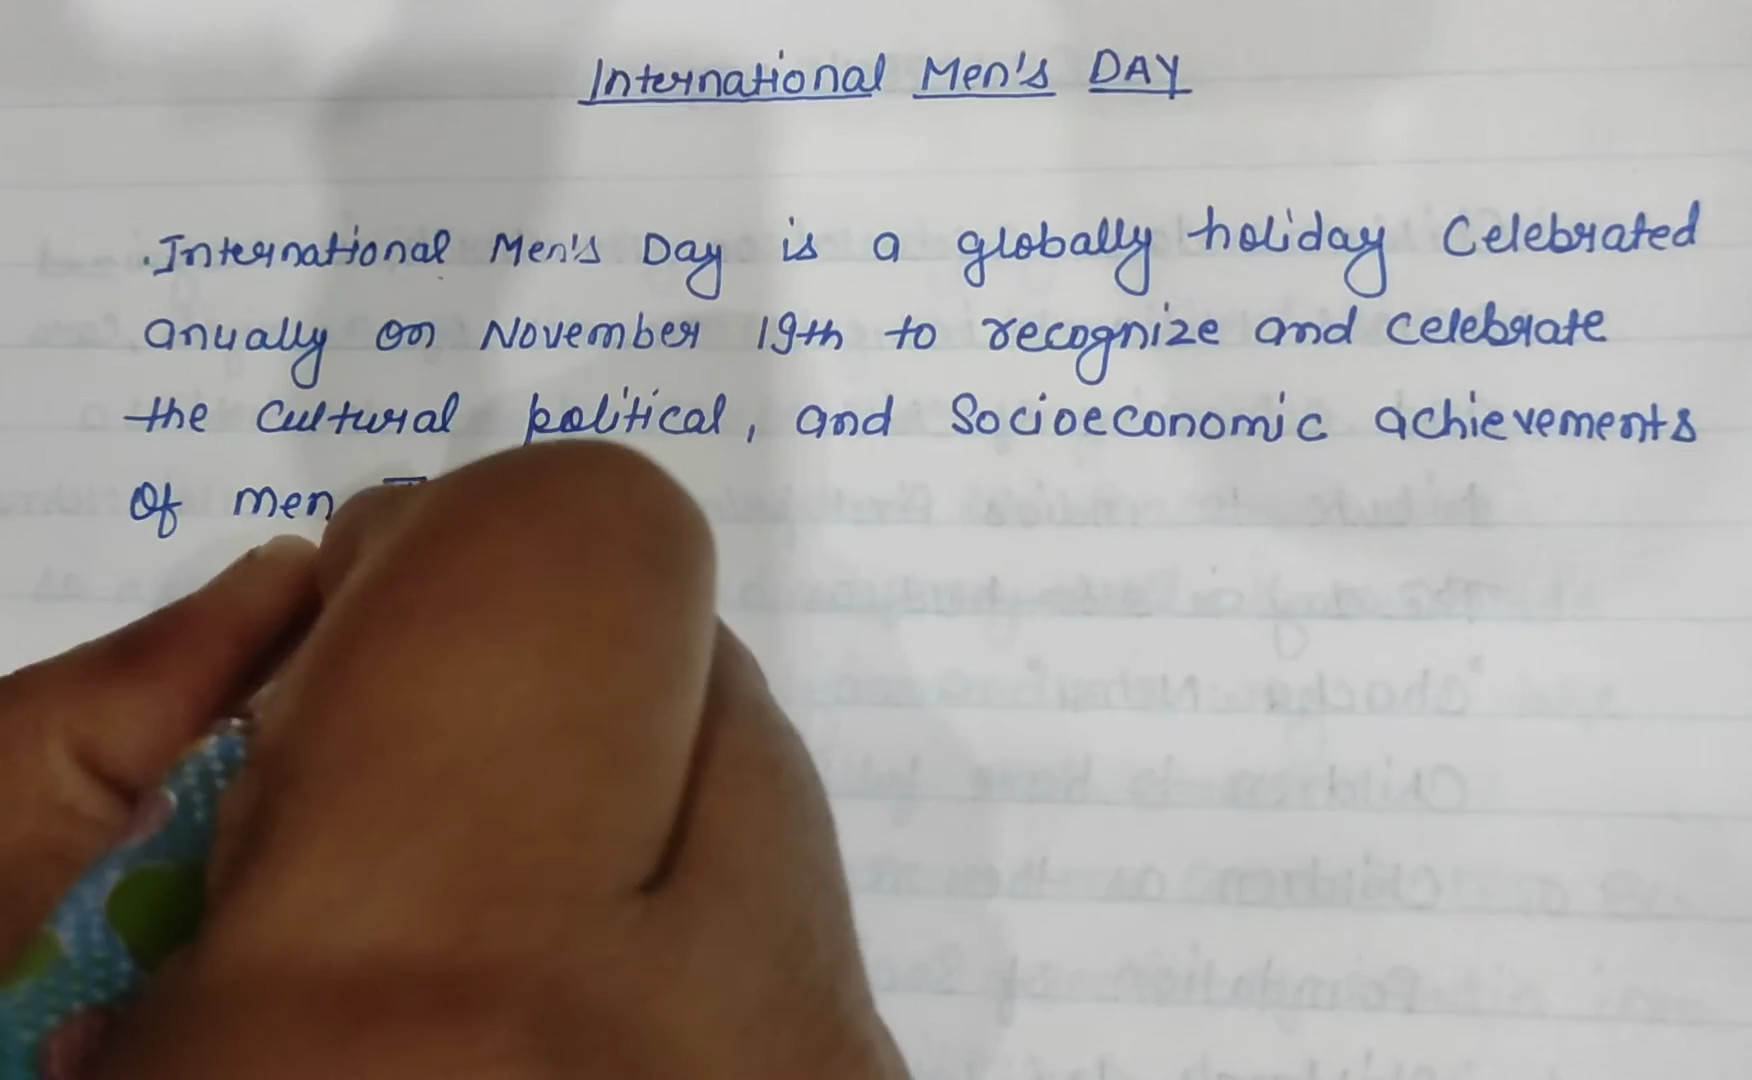 International Men's DAY
.International Men's Day is a globally holiday Celebrated
anually on November 19th to recognize and celebrate
the cultural political, and Socioeconomic achievements
Of men